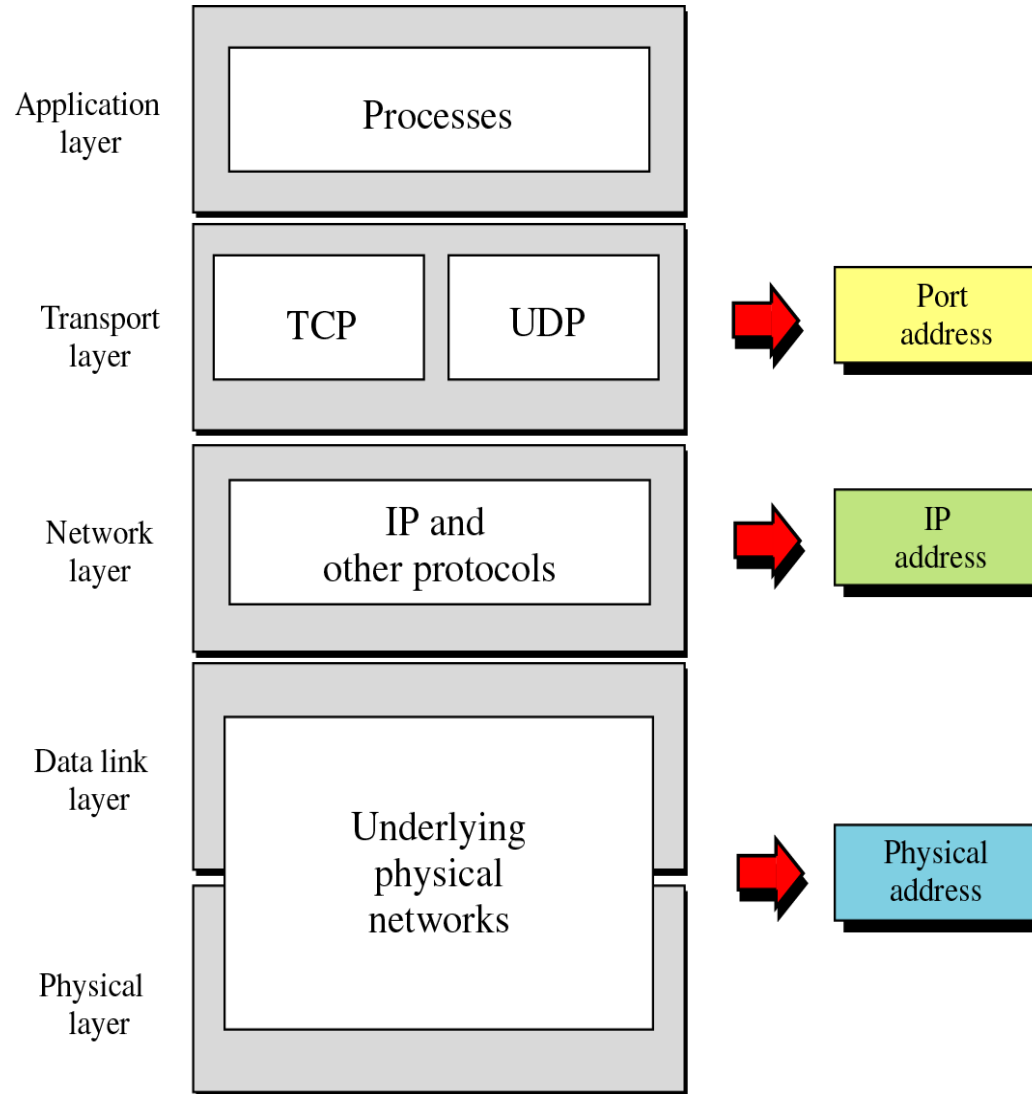 Application
layer
Processes
Transport
layer
TCP
UDP
Port
address
Network
layer
IP and
other protocols
IP
address
Data link
layer
Underlying
physical
networks
Physical
address
Physical
layer